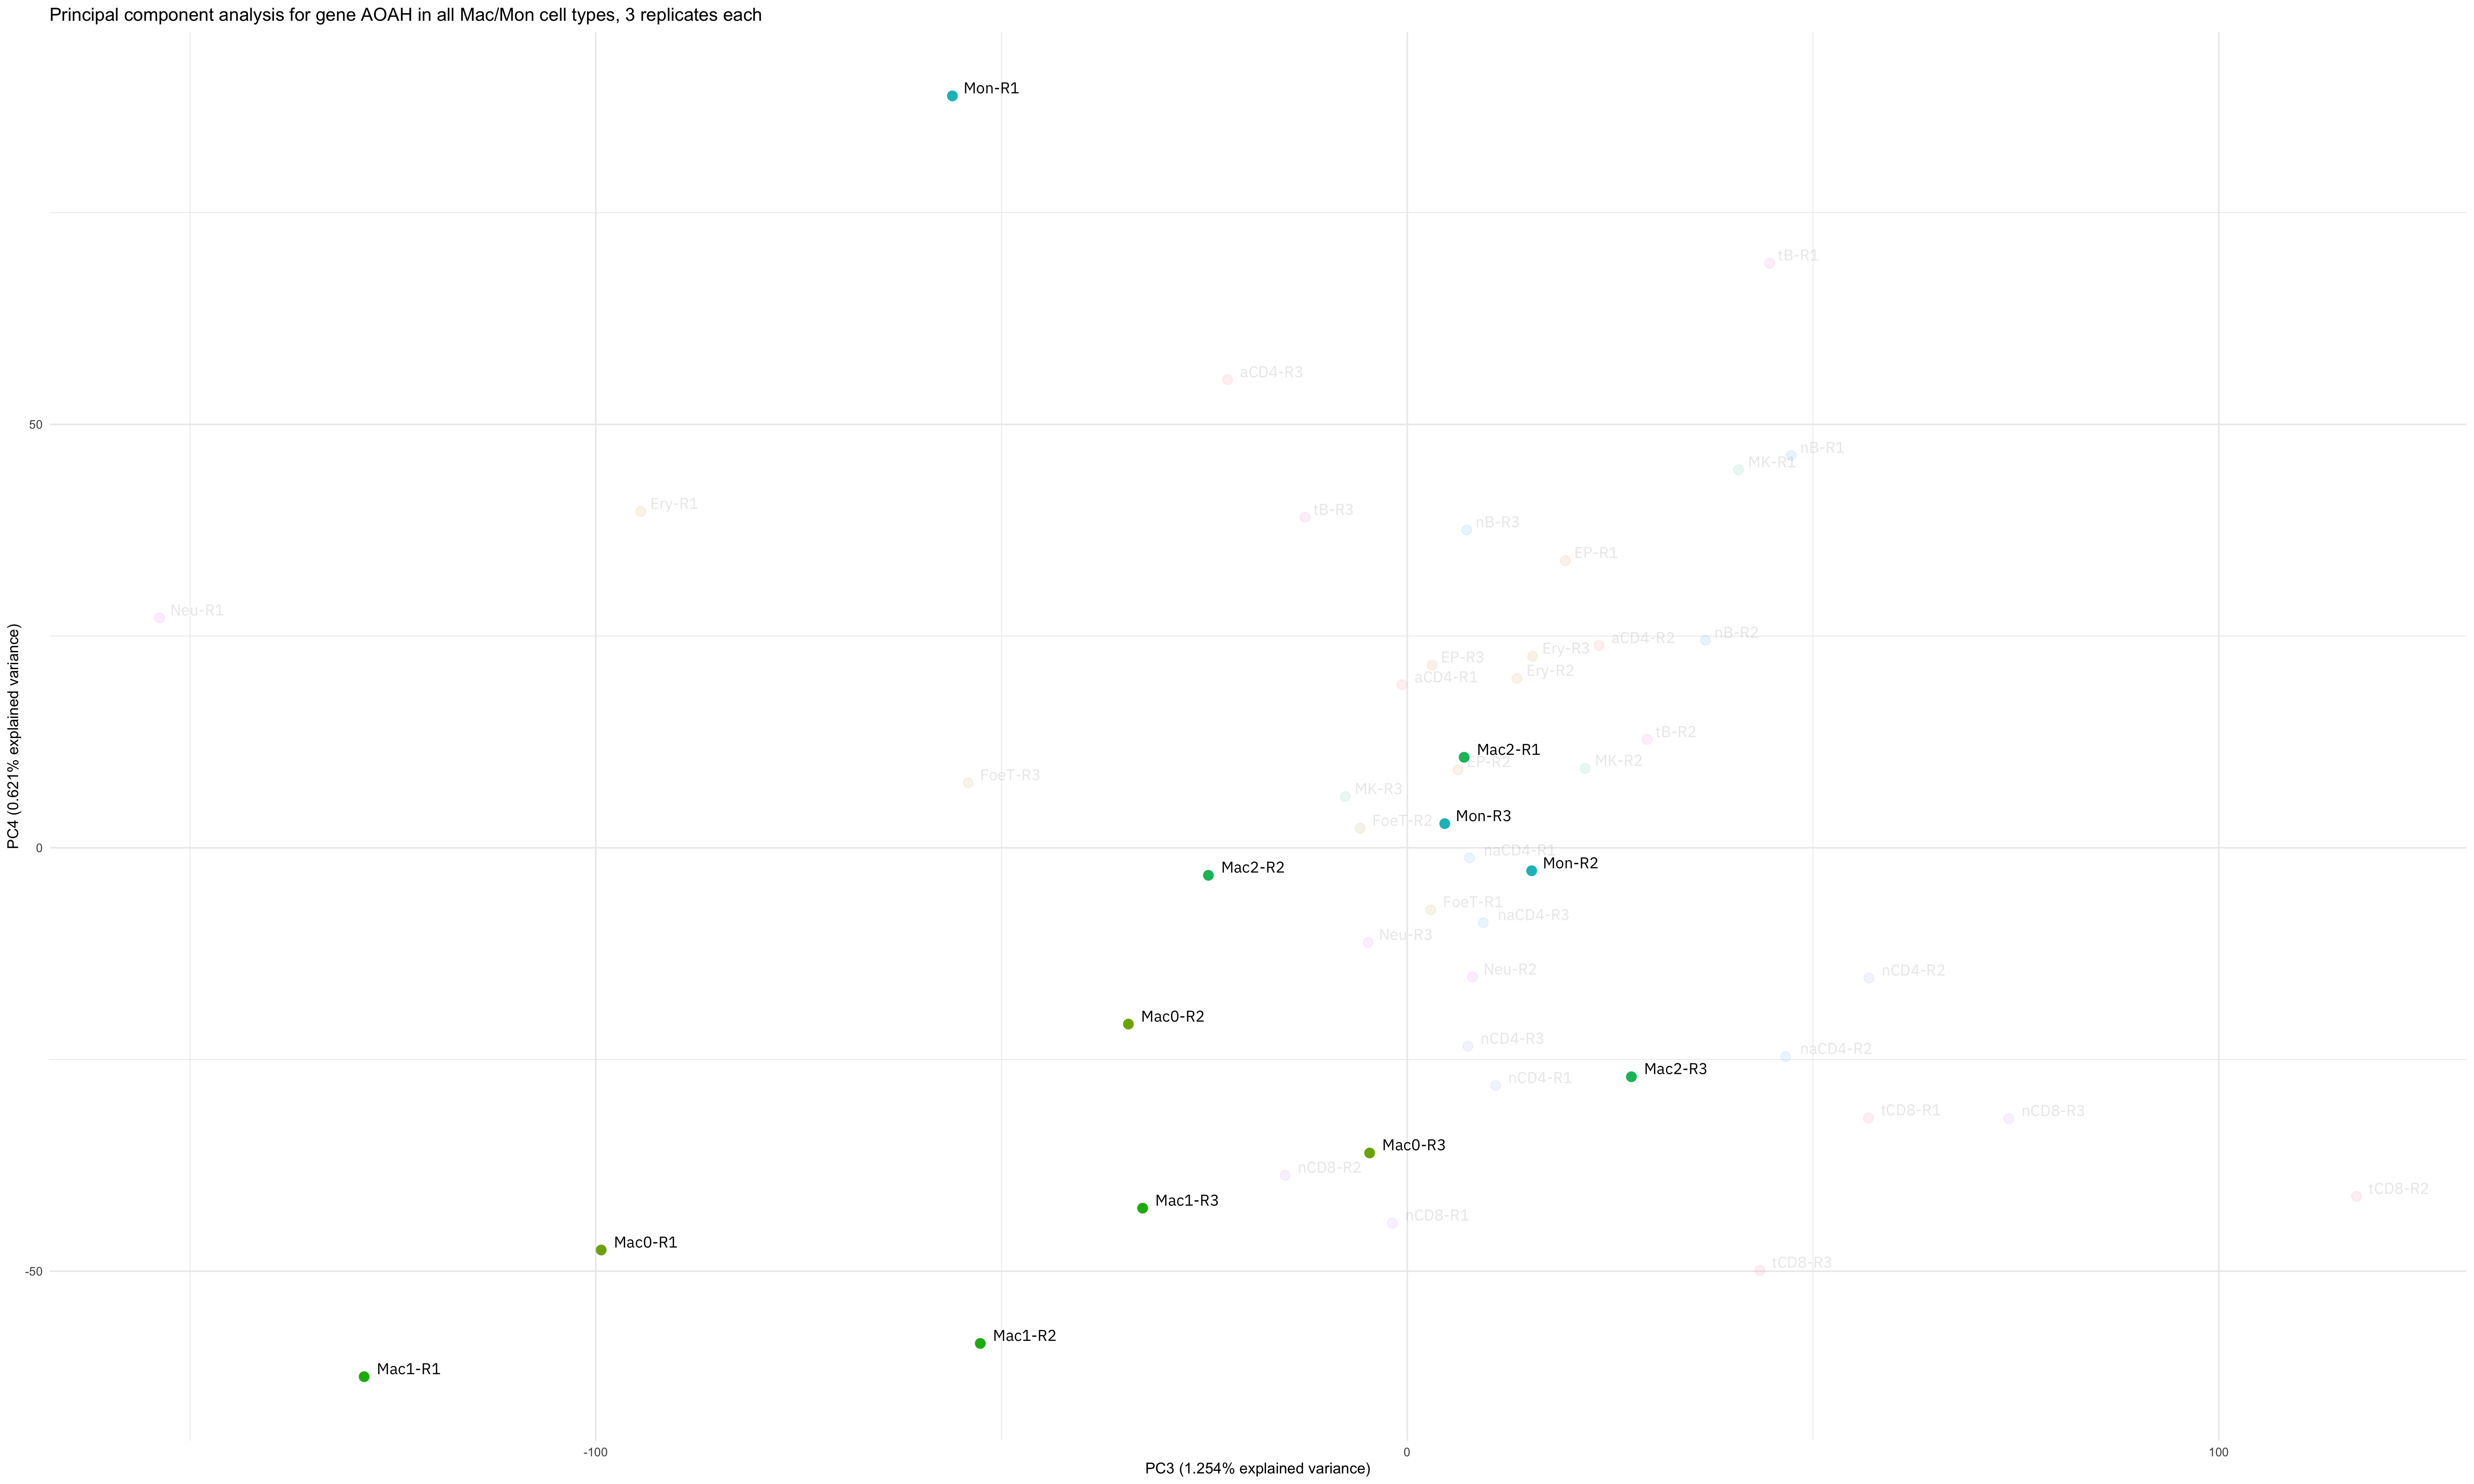 Principal component analysis for gene AOAH in all Mac/Mon cell types, 3 replicates each
Mon-R1
tB-R1
aCD4-R3
50
nB-R1
MK-R1
Ery-R1
tB-R3
nB-R3
EP-R1
Neu-R1
nB-R2
aCD4-R2
Ery-R3
EP-R3
Ery-R2
aCD4-R1
tB-R2
Mac2-R1
EP-R2
MK-R2
FoeT-R3
MK-R3
Mon-R3
FoeT-R2
PC4 (0.621% explained variance)
0
naCD4-R1
Mon-R2
Mac2-R2
FoeT-R1
naCD4-R3
Neu-R3
Neu-R2
nCD4-R2
Mac0-R2
nCD4-R3
naCD4-R2
Mac2-R3
nCD4-R1
tCD8-R1
nCD8-R3
Mac0-R3
nCD8-R2
tCD8-R2
Mac1-R3
nCD8-R1
Mac0-R1
tCD8-R3
-50
Mac1-R2
Mac1-R1
-100
0
100
PC3 (1.254% explained variance)